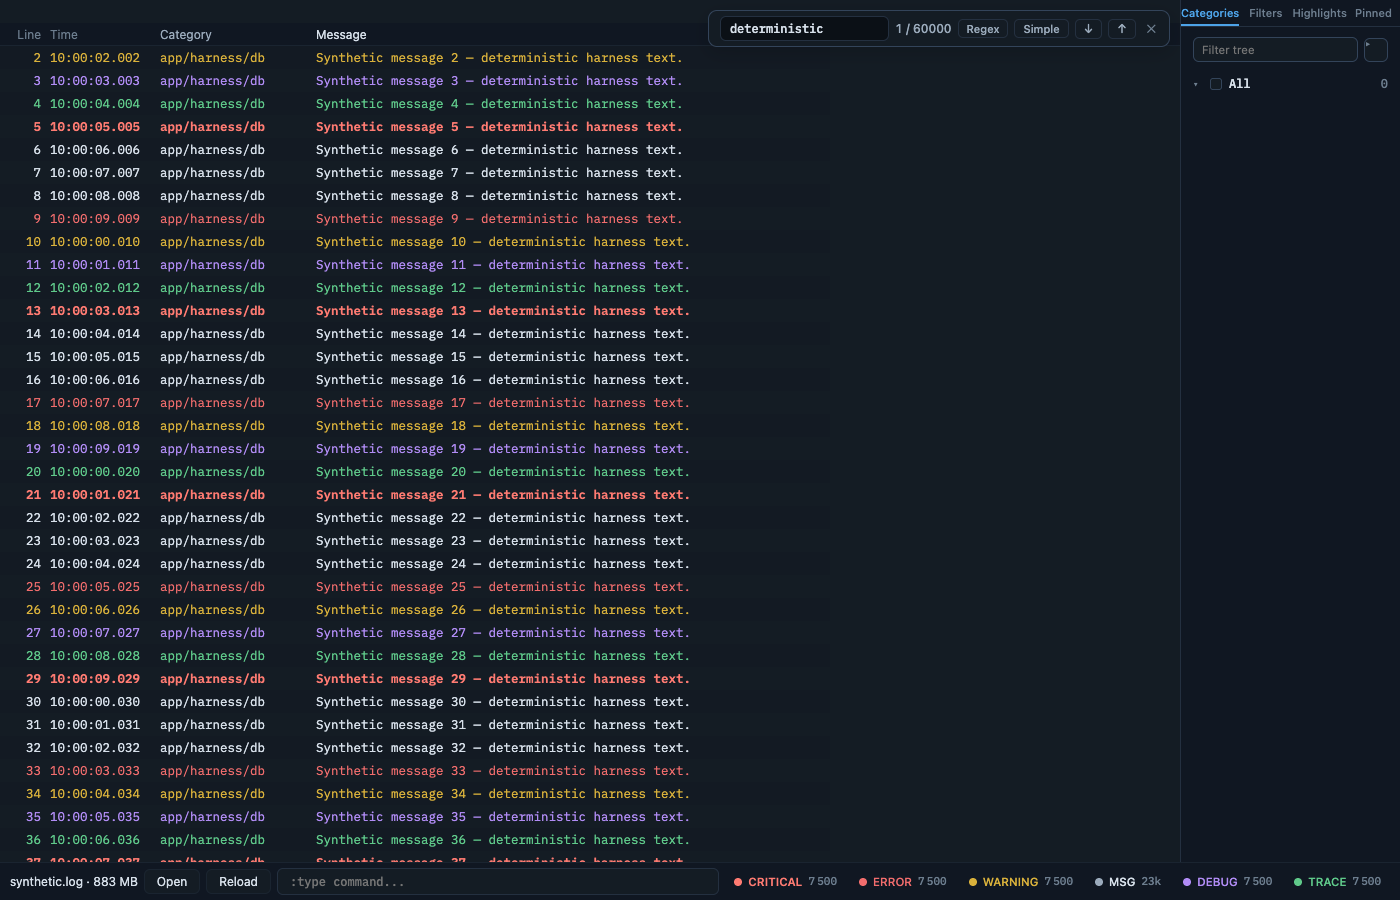 deterministic 1 / 60000 Regex Simple ↓ ↑ ×
Categories Filters Highlights Pinned
Line Time Category Message
Filter tree
All 0
2 10:00:02.002 app/harness/db Synthetic message 2 — deterministic harness text.
3 10:00:03.003 app/harness/db Synthetic message 3 — deterministic harness text.
4 10:00:04.004 app/harness/db Synthetic message 4 — deterministic harness text.
5 10:00:05.005 app/harness/db Synthetic message 5 — deterministic harness text.
6 10:00:06.006 app/harness/db Synthetic message 6 — deterministic harness text.
7 10:00:07.007 app/harness/db Synthetic message 7 — deterministic harness text.
8 10:00:08.008 app/harness/db Synthetic message 8 — deterministic harness text.
9 10:00:09.009 app/harness/db Synthetic message 9 — deterministic harness text.
10 10:00:00.010 app/harness/db Synthetic message 10 — deterministic harness text.
11 10:00:01.011 app/harness/db Synthetic message 11 — deterministic harness text.
12 10:00:02.012 app/harness/db Synthetic message 12 — deterministic harness text.
13 10:00:03.013 app/harness/db Synthetic message 13 — deterministic harness text.
14 10:00:04.014 app/harness/db Synthetic message 14 — deterministic harness text.
15 10:00:05.015 app/harness/db Synthetic message 15 — deterministic harness text.
16 10:00:06.016 app/harness/db Synthetic message 16 — deterministic harness text.
17 10:00:07.017 app/harness/db Synthetic message 17 — deterministic harness text.
18 10:00:08.018 app/harness/db Synthetic message 18 — deterministic harness text.
19 10:00:09.019 app/harness/db Synthetic message 19 — deterministic harness text.
20 10:00:00.020 app/harness/db Synthetic message 20 — deterministic harness text.
21 10:00:01.021 app/harness/db Synthetic message 21 — deterministic harness text.
22 10:00:02.022 app/harness/db Synthetic message 22 — deterministic harness text.
23 10:00:03.023 app/harness/db Synthetic message 23 — deterministic harness text.
24 10:00:04.024 app/harness/db Synthetic message 24 — deterministic harness text.
25 10:00:05.025 app/harness/db Synthetic message 25 — deterministic harness text.
26 10:00:06.026 app/harness/db Synthetic message 26 — deterministic harness text.
27 10:00:07.027 app/harness/db Synthetic message 27 — deterministic harness text.
28 10:00:08.028 app/harness/db Synthetic message 28 — deterministic harness text.
29 10:00:09.029 app/harness/db Synthetic message 29 — deterministic harness text.
30 10:00:00.030 app/harness/db Synthetic message 30 — deterministic harness text.
31 10:00:01.031 app/harness/db Synthetic message 31 — deterministic harness text.
32 10:00:02.032 app/harness/db Synthetic message 32 — deterministic harness text.
33 10:00:03.033 app/harness/db Synthetic message 33 — deterministic harness text.
34 10:00:04.034 app/harness/db Synthetic message 34 — deterministic harness text.
35 10:00:05.035 app/harness/db Synthetic message 35 — deterministic harness text.
36 10:00:06.036 app/harness/db Synthetic message 36 — deterministic harness text.
37 10:00:07.037 app/harness/db Synthetic message 37 — deterministic harness text.
synthetic.log · 883 MB Open Reload :type command... CRITICAL 7 500 ERROR 7 500 WARNING 7 500 MSG 23k DEBUG 7 500 TRACE 7 500